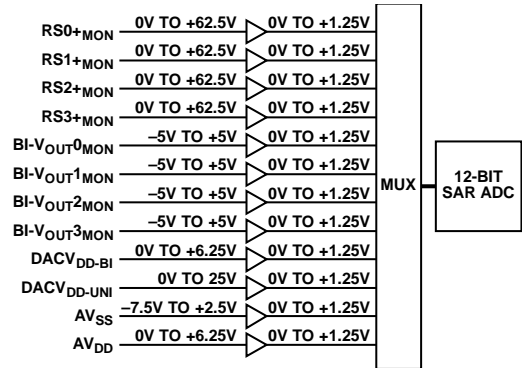 RS0+MON 0V TO +62.5V 0V TO +1.25V
RS1+MON 0V TO +62.5V 0V TO +1.25V
RS2+MON 0V TO +62.5V 0V TO +1.25V
RS3+MON 0V TO +62.5V 0V TO +1.25V
BI-VOUT0MON –5V TO +5V 0V TO +1.25V
BI-VOUT1MON –5V TO +5V 0V TO +1.25V
BI-VOUT2MON –5V TO +5V 0V TO +1.25V
BI-VOUT3MON –5V TO +5V 0V TO +1.25V
DACVDD-BI 0V TO +6.25V 0V TO +1.25V
DACVDD-UNI 0V TO 25V 0V TO +1.25V
AVSS –7.5V TO +2.5V 0V TO +1.25V
AVDD 0V TO +6.25V 0V TO +1.25V
MUX
12-BIT
SAR ADC